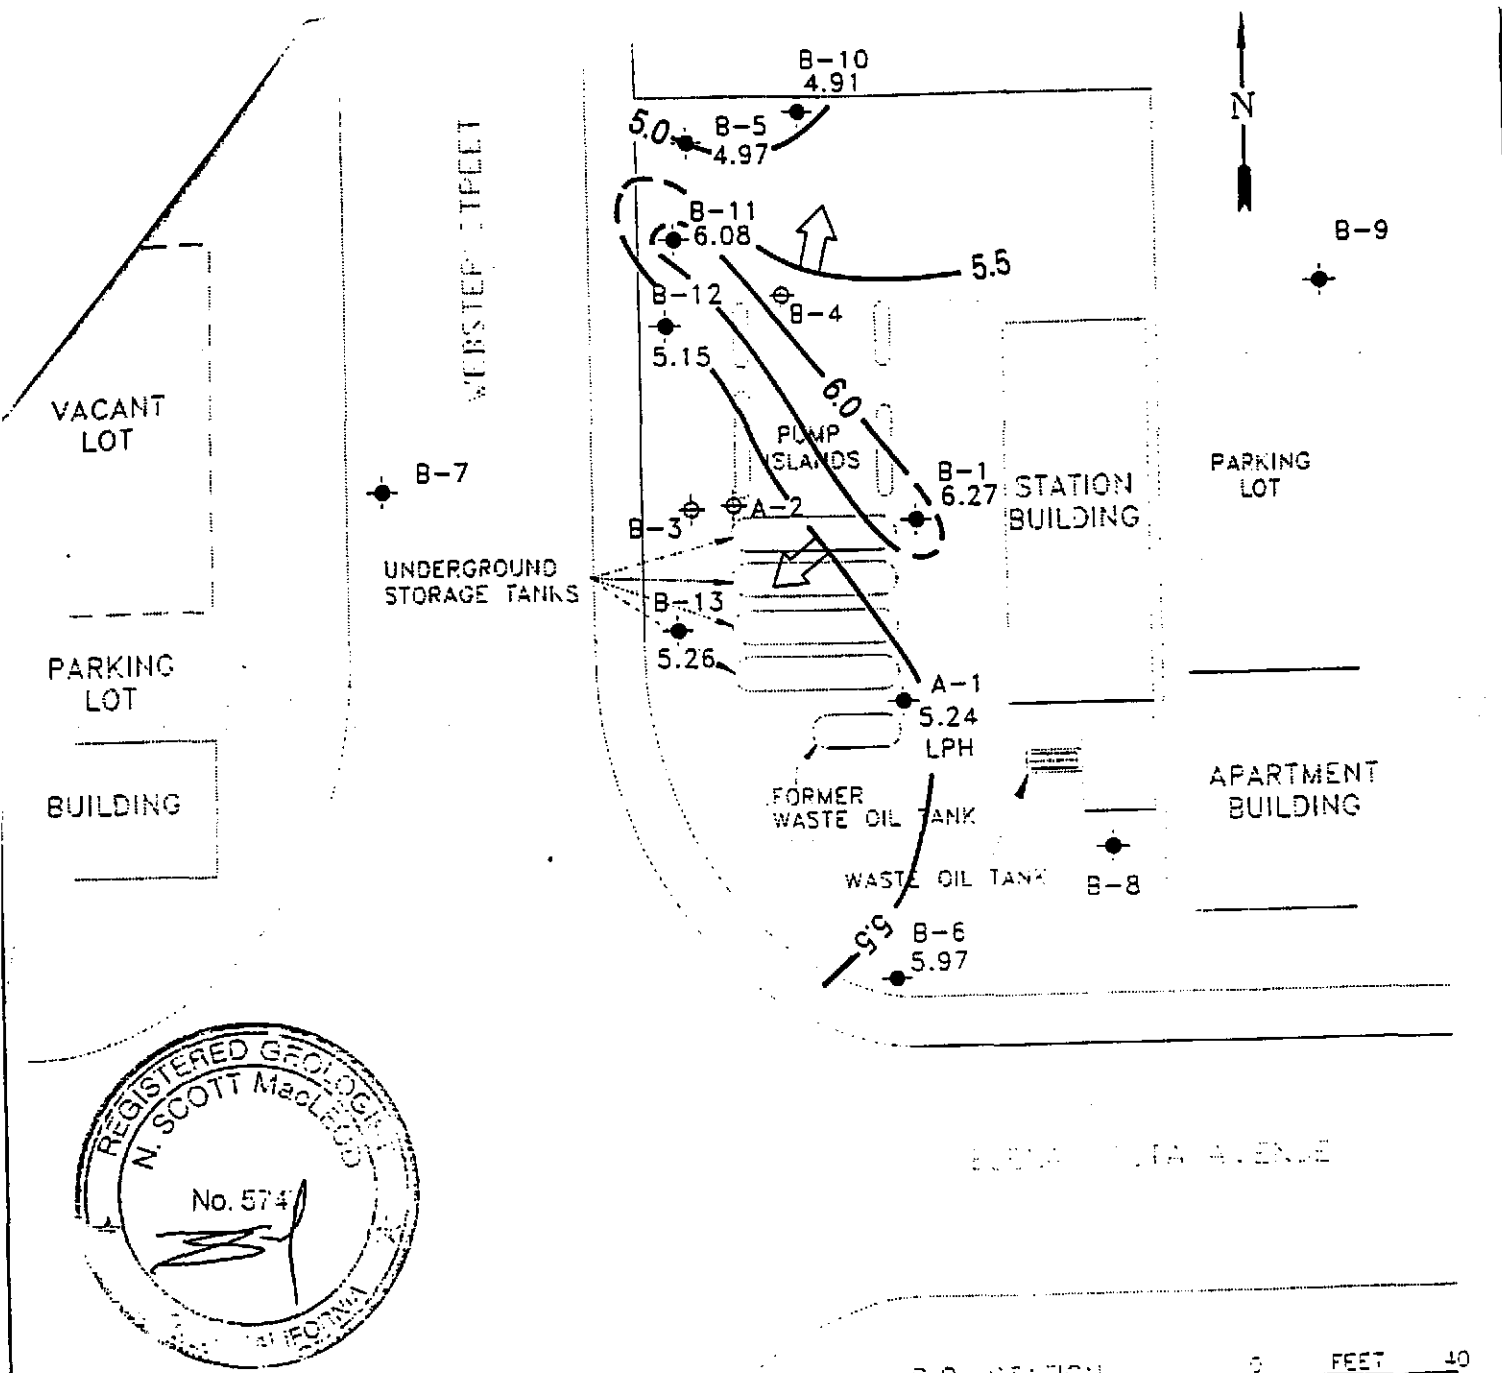 B-10
4.91
5.0
B-5
4.97
N
B-11
6.08
B-9
5.5
B-12
B-4
5.15
6.0
VACANT
LOT
PUMP
ISLANDS
B-7
B-1
6.27
STATION
BUILDING
PARKING
LOT
B-3
A-2
UNDERGROUND
STORAGE TANKS
B-13
5.26
PARKING
LOT
A-1
5.24
LPH
BUILDING
FORMER
WASTE OIL TANK
APARTMENT
BUILDING
WASTE OIL TANK
B-8
5.5
B-6
5.97
REGISTERED GEOLOGIST
N. SCOTT MacLEOD
No. 574
CALIFORNIA
AVENUE
0 FEET 40